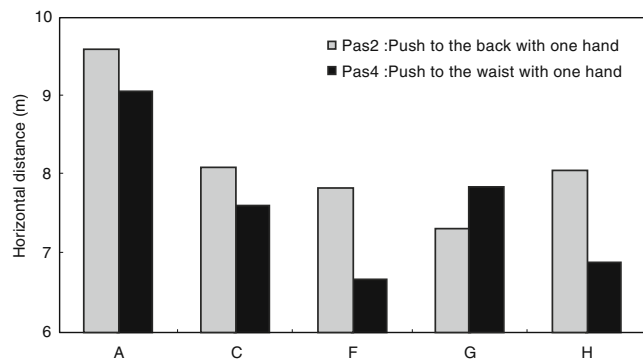 10
Pas2 :Push to the back with one hand
Pas4 :Push to the waist with one hand
9
8
7
6
Horizontal distance (m)
A C F G H